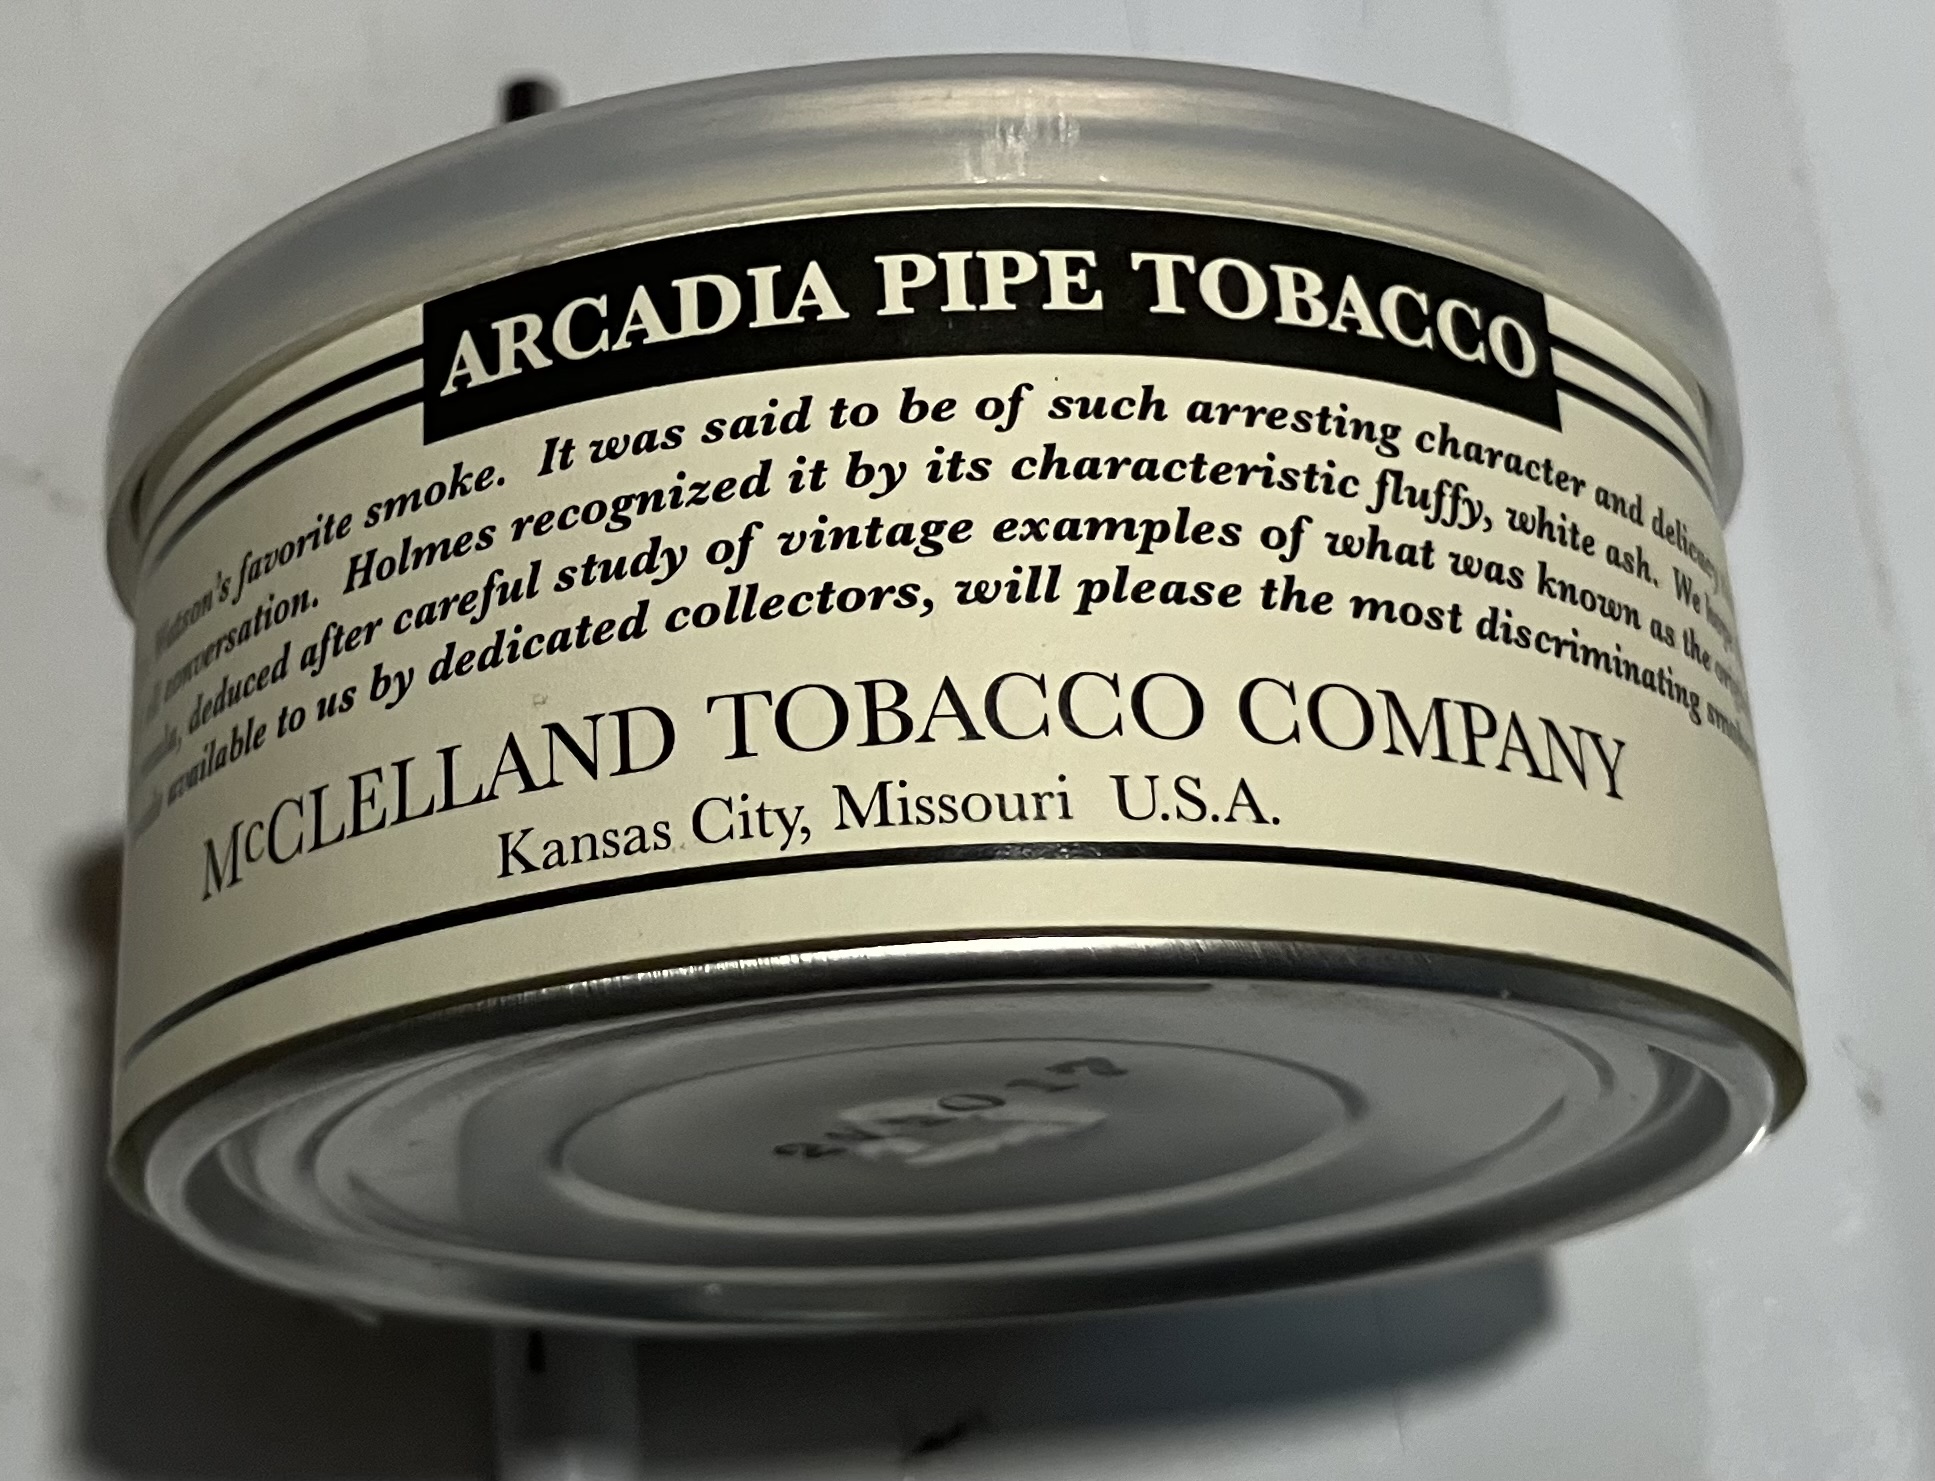 ARCADIA PIPE TOBACCO
Watson's favorite smoke. It was said to be of such arresting character and delicacy
conversation. Holmes recognized it by its characteristic fluffy, white ash. We
deduced after careful study of vintage examples of what was known as the
available to us by dedicated collectors, will please the most discriminating
McCLELLAND TOBACCO COMPANY
Kansas City, Missouri U.S.A.